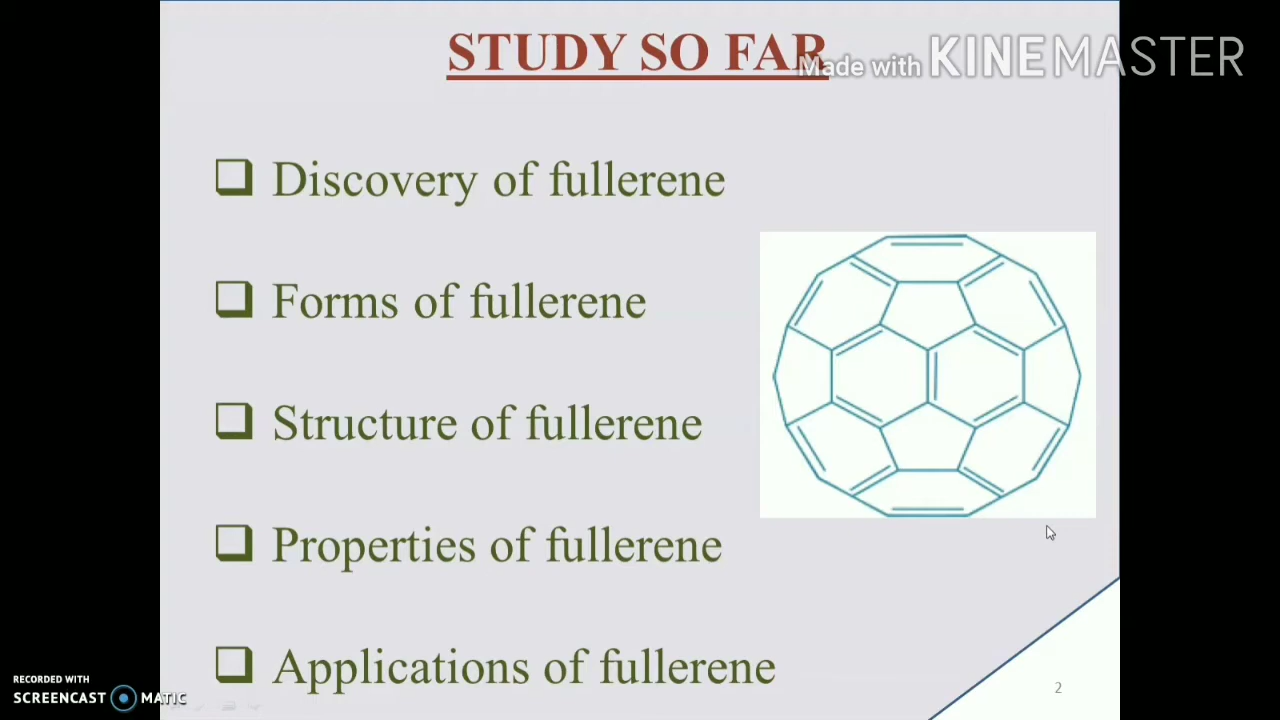 STUDY SO FAR
Made with KINEMASTER
Discovery of fullerene
Forms of fullerene
Structure of fullerene
Properties of fullerene
Applications of fullerene
RECORDED WITH
SCREENCAST MATIC
2